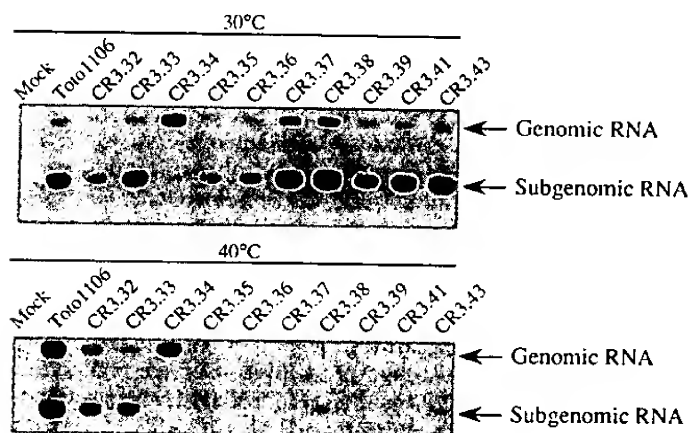 30°C
Mock Toto1106 CR3.32 CR3.33 CR3.34 CR3.35 CR3.36 CR3.37 CR3.38 CR3.39 CR3.41 CR3.43
Genomic RNA
Subgenomic RNA
40°C
Mock Toto1106 CR3.32 CR3.33 CR3.34 CR3.35 CR3.36 CR3.37 CR3.38 CR3.39 CR3.41 CR3.43
Genomic RNA
Subgenomic RNA